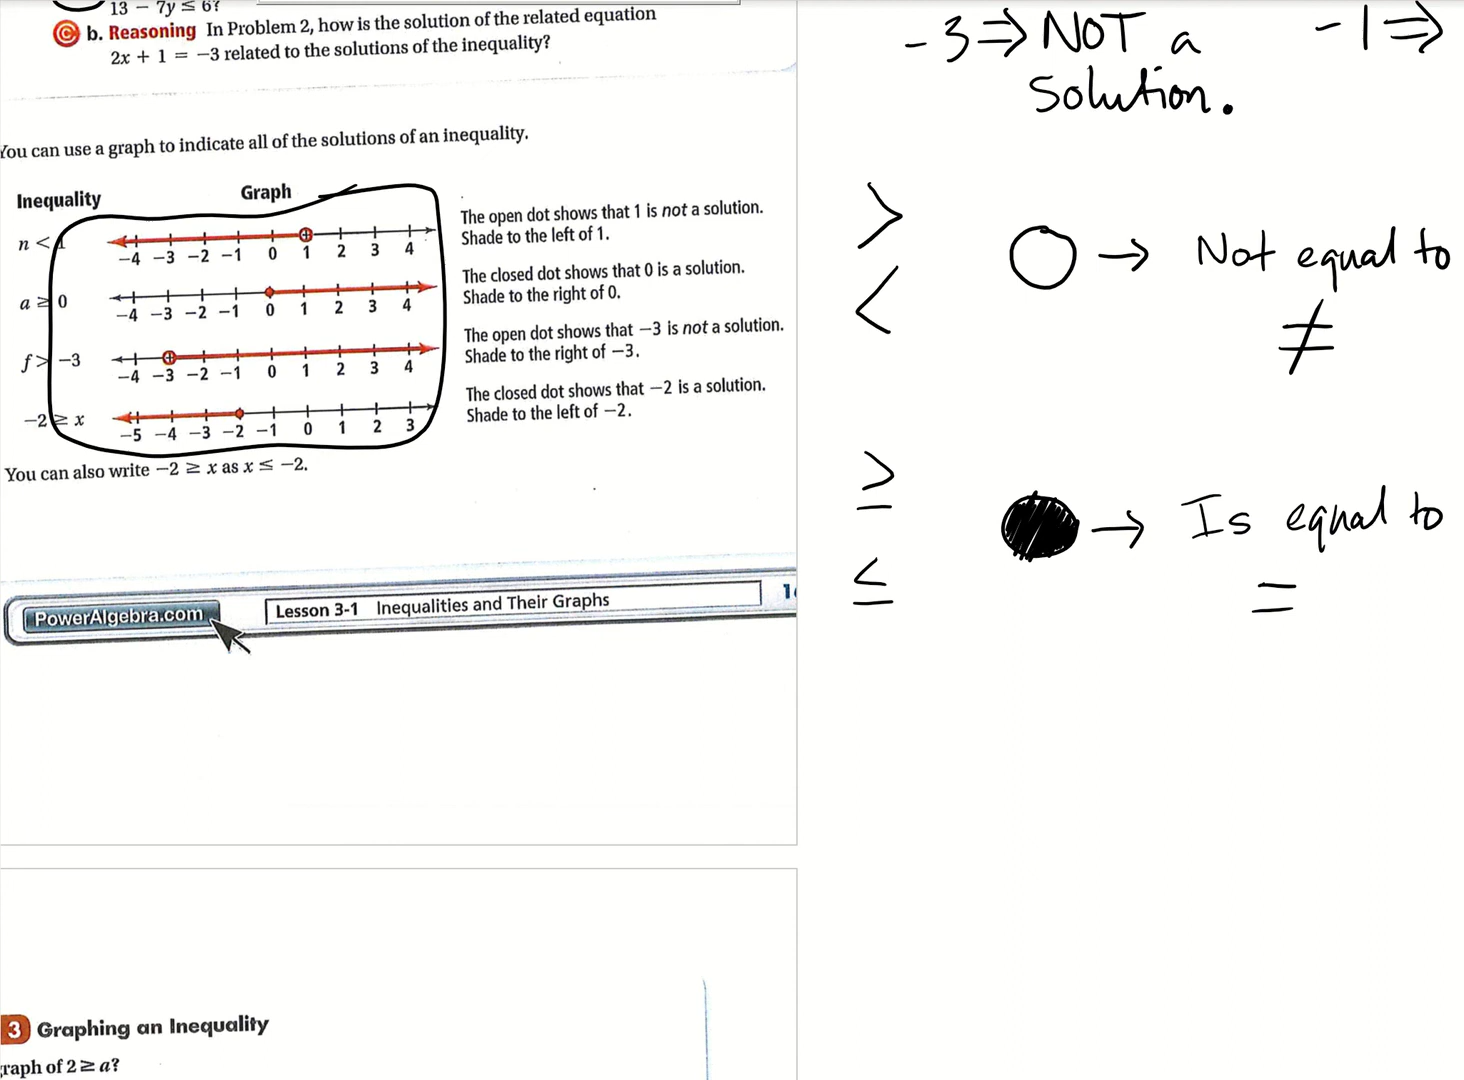 13 − 7y ≤ 6?
© b. Reasoning In Problem 2, how is the solution of the related equation
2x + 1 = −3 related to the solutions of the inequality?
You can use a graph to indicate all of the solutions of an inequality.
Inequality Graph
n < 1
−4 −3 −2 −1 0 1 2 3 4
The open dot shows that 1 is not a solution.
Shade to the left of 1.
a ≥ 0
−4 −3 −2 −1 0 1 2 3 4
The closed dot shows that 0 is a solution.
Shade to the right of 0.
f > −3
−4 −3 −2 −1 0 1 2 3 4
The open dot shows that −3 is not a solution.
Shade to the right of −3.
−2 ≥ x
−5 −4 −3 −2 −1 0 1 2 3
The closed dot shows that −2 is a solution.
Shade to the left of −2.
You can also write −2 ≥ x as x ≤ −2.
PowerAlgebra.com
Lesson 3-1 Inequalities and Their Graphs
3 Graphing an Inequality
graph of 2 ≥ a?
-3 ⇒ NOT a
Solution.
-1 ⇒
>
<
→ Not equal to
≠
≥
≤
→ Is equal to
=